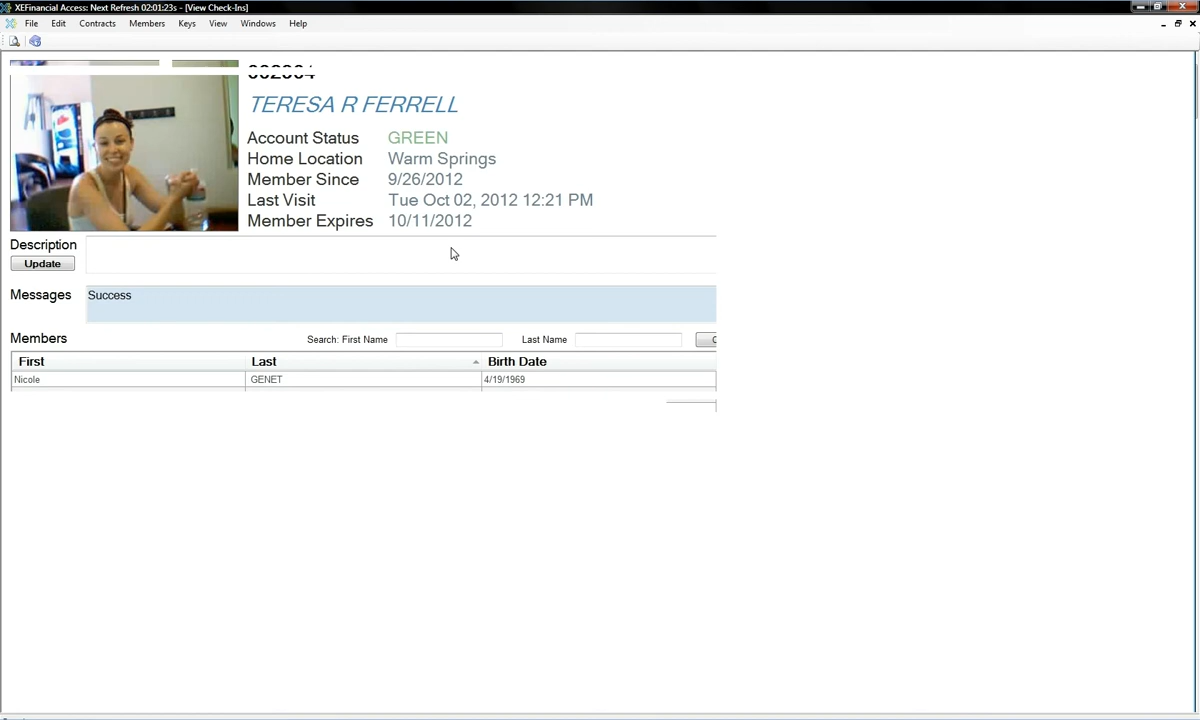 XEFinancial Access: Next Refresh 02:01:23s - [View Check-Ins]
File Edit Contracts Members Keys View Windows Help
TERESA R FERRELL
Account Status GREEN
Home Location Warm Springs
Member Since 9/26/2012
Last Visit Tue Oct 02, 2012 12:21 PM
Member Expires 10/11/2012
Description
Update
Messages Success
Members Search: First Name Last Name
First Last Birth Date
Nicole GENET 4/19/1969